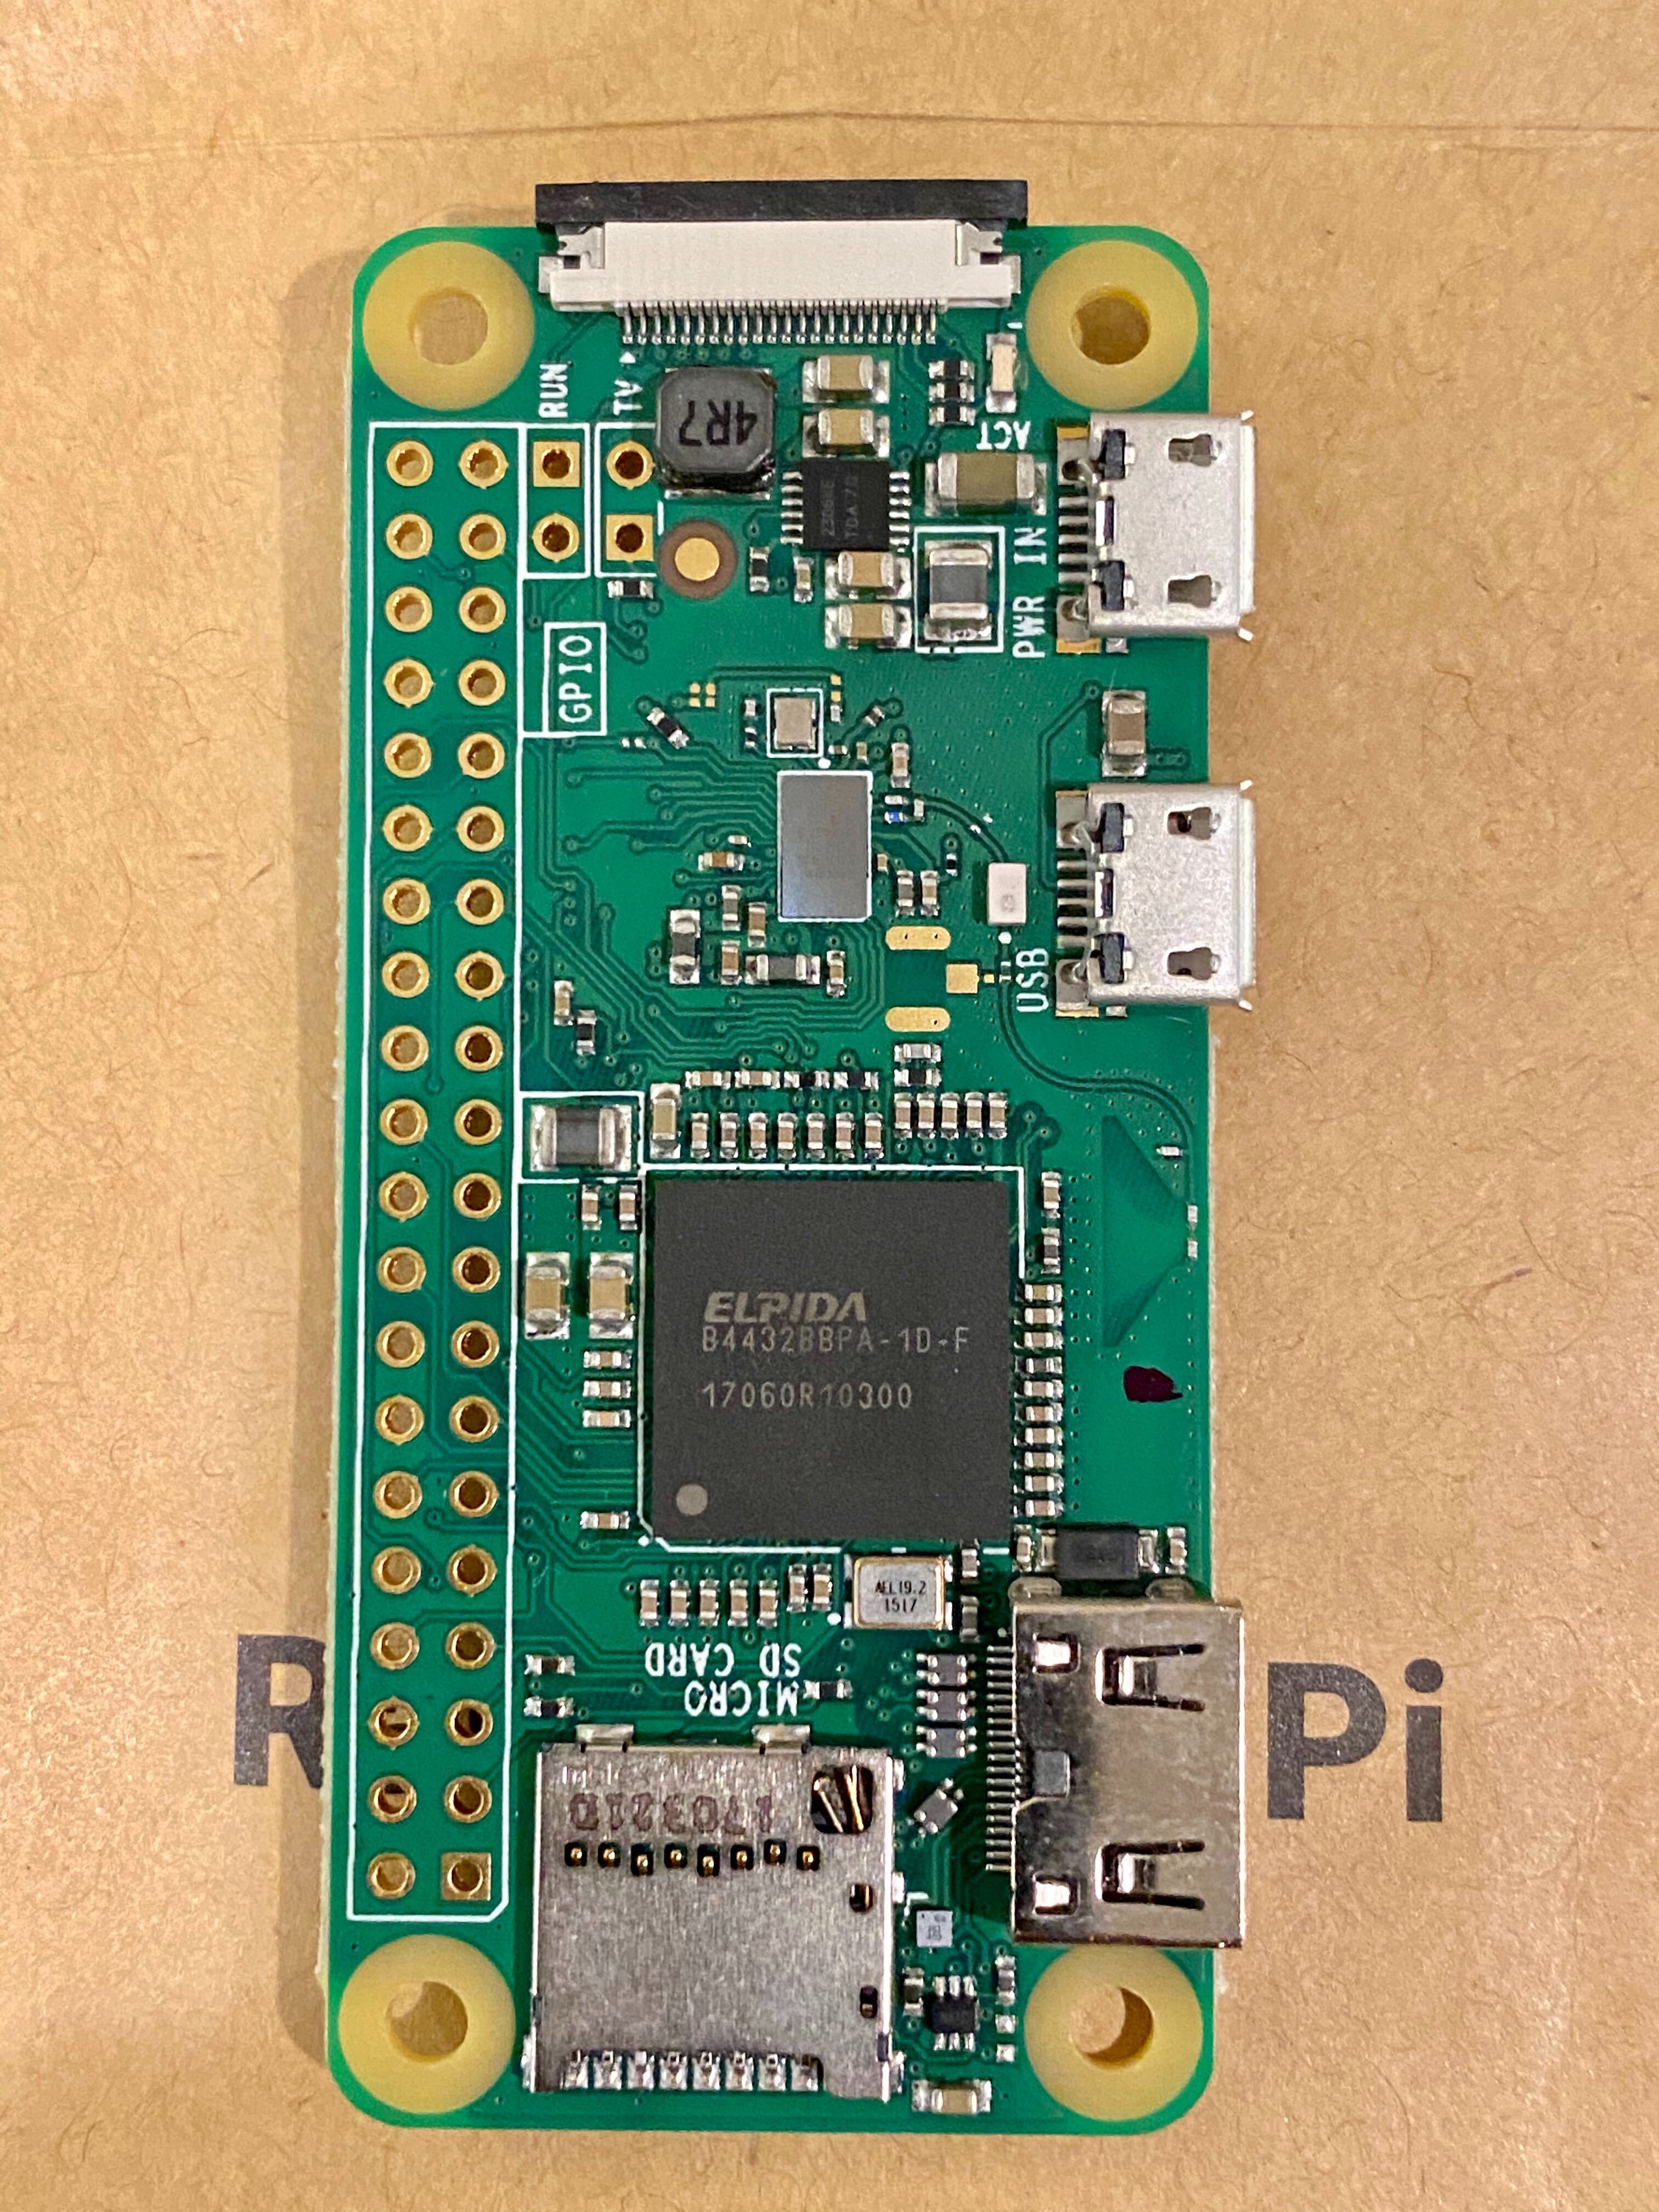 RUN
TV
4R7
ACT
PWR IN
GPIO
USB
ELPIDA
B4432BBPA-1D-F
17060R10300
AEL19.2
1517
MICRO
SD CARD
170321D
R
Pi